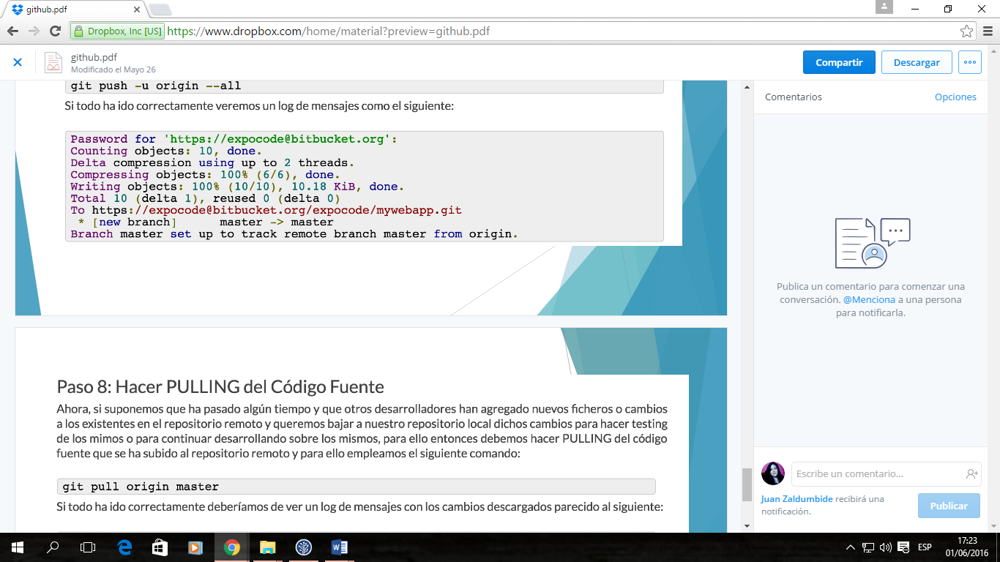 github.pdf
Dropbox, Inc [US] https://www.dropbox.com/home/material?preview=github.pdf
github.pdf
Modificado el Mayo 26
Compartir
Descargar
git push -u origin --all
Si todo ha ido correctamente veremos un log de mensajes como el siguiente:
Password for 'https://expocode@bitbucket.org':
Counting objects: 10, done.
Delta compression using up to 2 threads.
Compressing objects: 100% (6/6), done.
Writing objects: 100% (10/10), 10.18 KiB, done.
Total 10 (delta 1), reused 0 (delta 0)
To https://expocode@bitbucket.org/expocode/mywebapp.git
* [new branch] master -> master
Branch master set up to track remote branch master from origin.
Paso 8: Hacer PULLING del Código Fuente
Ahora, si suponemos que ha pasado algún tiempo y que otros desarrolladores han agregado nuevos ficheros o cambios
a los existentes en el repositorio remoto y queremos bajar a nuestro repositorio local dichos cambios para hacer testing
de los mimos o para continuar desarrollando sobre los mismos, para ello entonces debemos hacer PULLING del código
fuente que se ha subido al repositorio remoto y para ello empleamos el siguiente comando:
git pull origin master
Si todo ha ido correctamente deberíamos de ver un log de mensajes con los cambios descargados parecido al siguiente:
Comentarios
Opciones
Publica un comentario para comenzar una
conversación. @Menciona a una persona
para notificarla.
Escribe un comentario...
Juan Zaldumbide recibirá una
notificación.
Publicar
ESP
17:23
01/06/2016